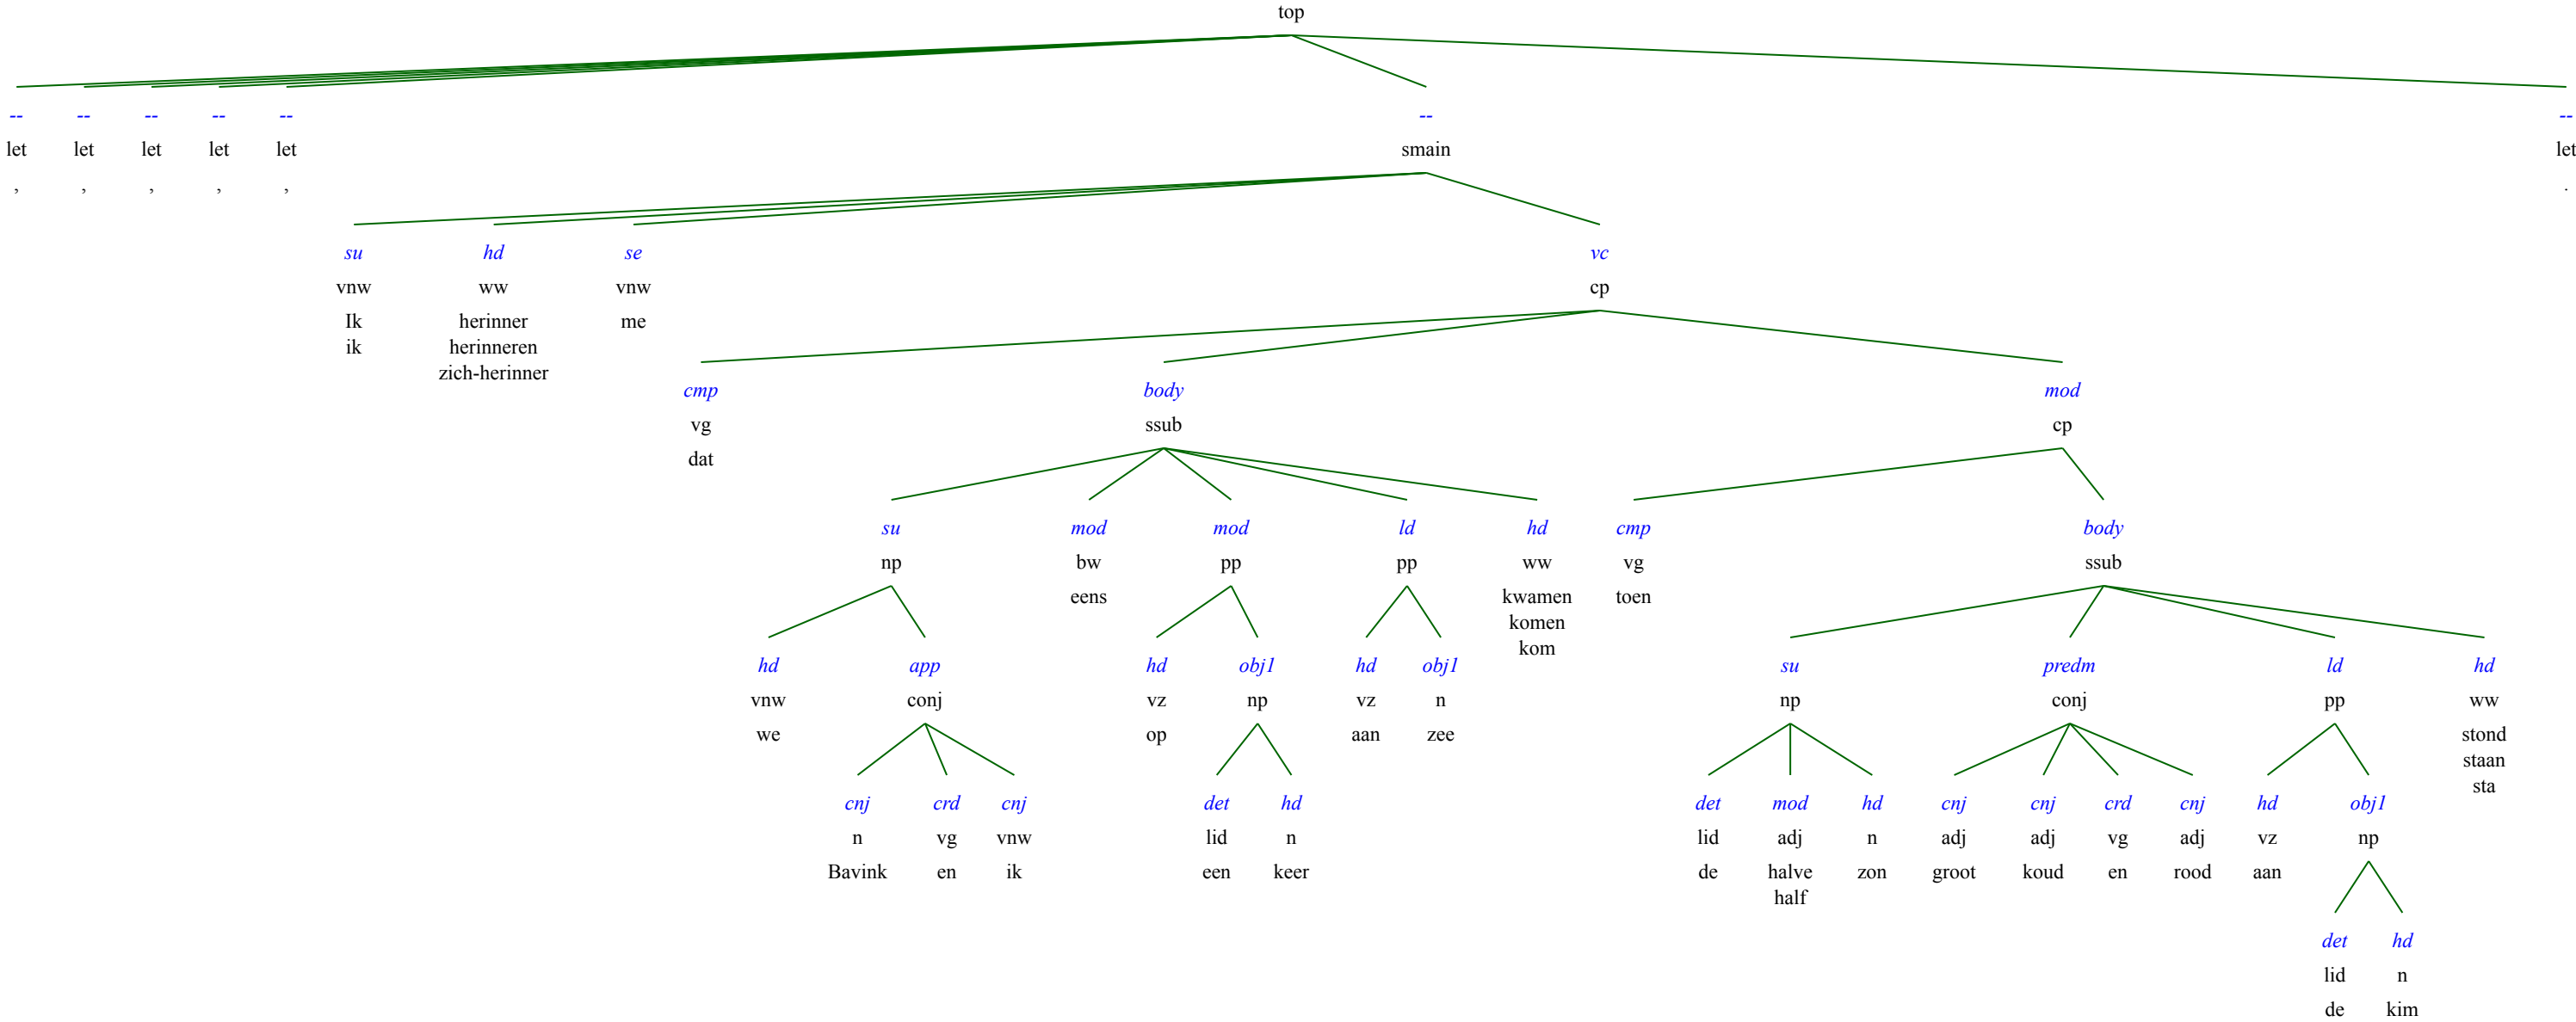 top
-- -- -- -- -- -- --
let let let let let smain let
, , , , , .
su hd se vc
vnw ww vnw cp
Ik herinner me
ik herinneren
zich-herinner
cmp body mod
vg ssub cp
dat
su mod mod ld hd cmp body
np bw pp pp ww vg ssub
eens kwamen toen
komen
kom
hd app hd obj1 hd obj1 su predm ld hd
vnw conj vz np vz n np conj pp ww
we op aan zee stond
staan
sta
cnj crd cnj det hd det mod hd cnj cnj crd cnj hd obj1
n vg vnw lid n lid adj n adj adj vg adj vz np
Bavink en ik een keer de halve zon groot koud en rood aan
half
det hd
lid n
de kim